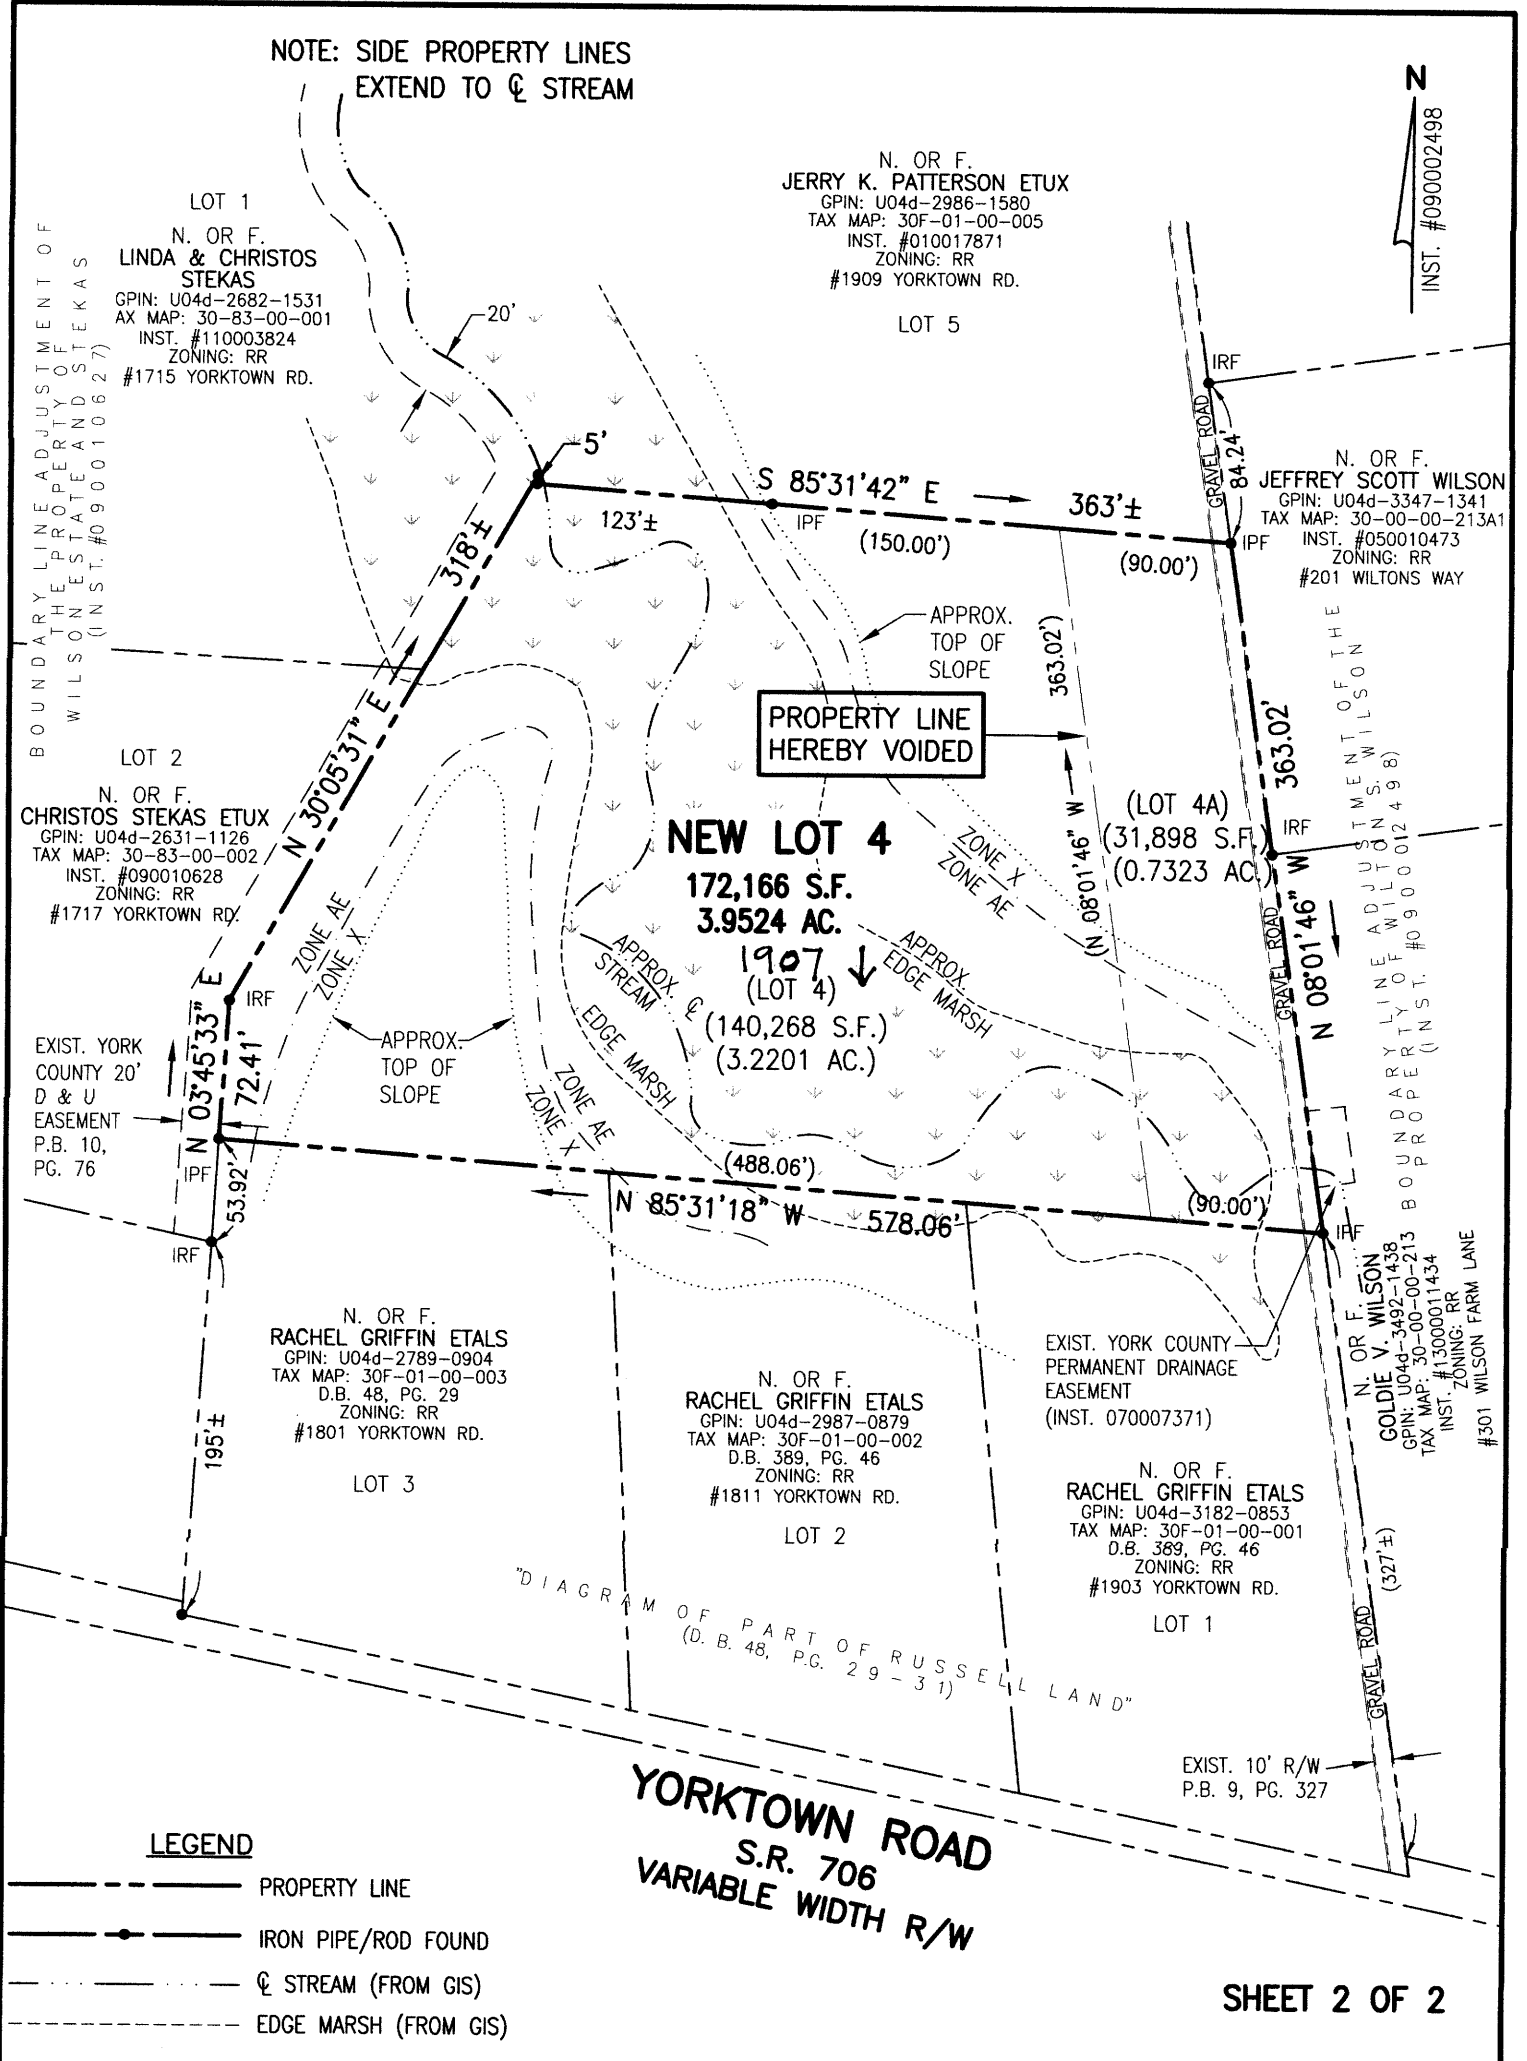 NOTE: SIDE PROPERTY LINES
EXTEND TO ℄ STREAM
N
INST. #090002498
LOT 1
N. OR F.
LINDA & CHRISTOS
STEKAS
GPIN: U04d-2682-1531
AX MAP: 30-83-00-001
INST. #110003824
ZONING: RR
#1715 YORKTOWN RD.
BOUNDARY LINE ADJUSTMENT OF
THE PROPERTY OF
WILSON ESTATE AND STEKAS
(INST. #090010627)
N. OR F.
JERRY K. PATTERSON ETUX
GPIN: U04d-2986-1580
TAX MAP: 30F-01-00-005
INST. #010017871
ZONING: RR
#1909 YORKTOWN RD.
LOT 5
20'
5'
IRF
GRAVEL ROAD
84.24'
N. OR F.
JEFFREY SCOTT WILSON
GPIN: U04d-3347-1341
TAX MAP: 30-00-00-213A1
INST. #050010473
ZONING: RR
#201 WILTONS WAY
S 85°31'42" E
363'±
123'±
IPF
(150.00')
(90.00')
IPF
318'±
N 30°05'31" E
APPROX.
TOP OF
SLOPE
363.02')
(N 08°01'46" W
PROPERTY LINE
HEREBY VOIDED
363.02'
N 08°01'46" W
(LOT 4A)
(31,898 S.F.)
(0.7323 AC.)
IRF
GRAVEL ROAD
BOUNDARY LINE ADJUSTMENT OF THE
PROPERTY OF WILTON S. WILSON
(INST. #090012498)
LOT 2
N. OR F.
CHRISTOS STEKAS ETUX
GPIN: U04d-2631-1126
TAX MAP: 30-83-00-002
INST. #090010628
ZONING: RR
#1717 YORKTOWN RD.
NEW LOT 4
172,166 S.F.
3.9524 AC.
1907
(LOT 4)
(140,268 S.F.)
(3.2201 AC.)
ZONE X
ZONE AE
ZONE AE
ZONE X
APPROX. ℄
STREAM
EDGE MARSH
APPROX.
EDGE MARSH
IRF
N 03°45'33" E
72.41'
APPROX.
TOP OF
SLOPE
ZONE AE
ZONE X
EXIST. YORK
COUNTY 20'
D & U
EASEMENT
P.B. 10,
PG. 76
IPF
53.92'
IRF
195'±
(488.06')
N 85°31'18" W
578.06'
(90.00')
IRF
N. OR F.
GOLDIE V. WILSON
GPIN: U04d-3492-1438
TAX MAP: 30-00-00-213
INST. #13000011434
ZONING: RR
#301 WILSON FARM LANE
N. OR F.
RACHEL GRIFFIN ETALS
GPIN: U04d-2789-0904
TAX MAP: 30F-01-00-003
D.B. 48, PG. 29
ZONING: RR
#1801 YORKTOWN RD.
LOT 3
N. OR F.
RACHEL GRIFFIN ETALS
GPIN: U04d-2987-0879
TAX MAP: 30F-01-00-002
D.B. 389, PG. 46
ZONING: RR
#1811 YORKTOWN RD.
LOT 2
EXIST. YORK COUNTY
PERMANENT DRAINAGE
EASEMENT
(INST. 070007371)
N. OR F.
RACHEL GRIFFIN ETALS
GPIN: U04d-3182-0853
TAX MAP: 30F-01-00-001
D.B. 389, PG. 46
ZONING: RR
#1903 YORKTOWN RD.
LOT 1
(327'±)
GRAVEL ROAD
"DIAGRAM OF PART OF RUSSELL LAND"
(D. B. 48, P.G. 29-31)
EXIST. 10' R/W
P.B. 9, PG. 327
YORKTOWN ROAD
S.R. 706
VARIABLE WIDTH R/W
LEGEND
PROPERTY LINE
IRON PIPE/ROD FOUND
℄ STREAM (FROM GIS)
EDGE MARSH (FROM GIS)
SHEET 2 OF 2